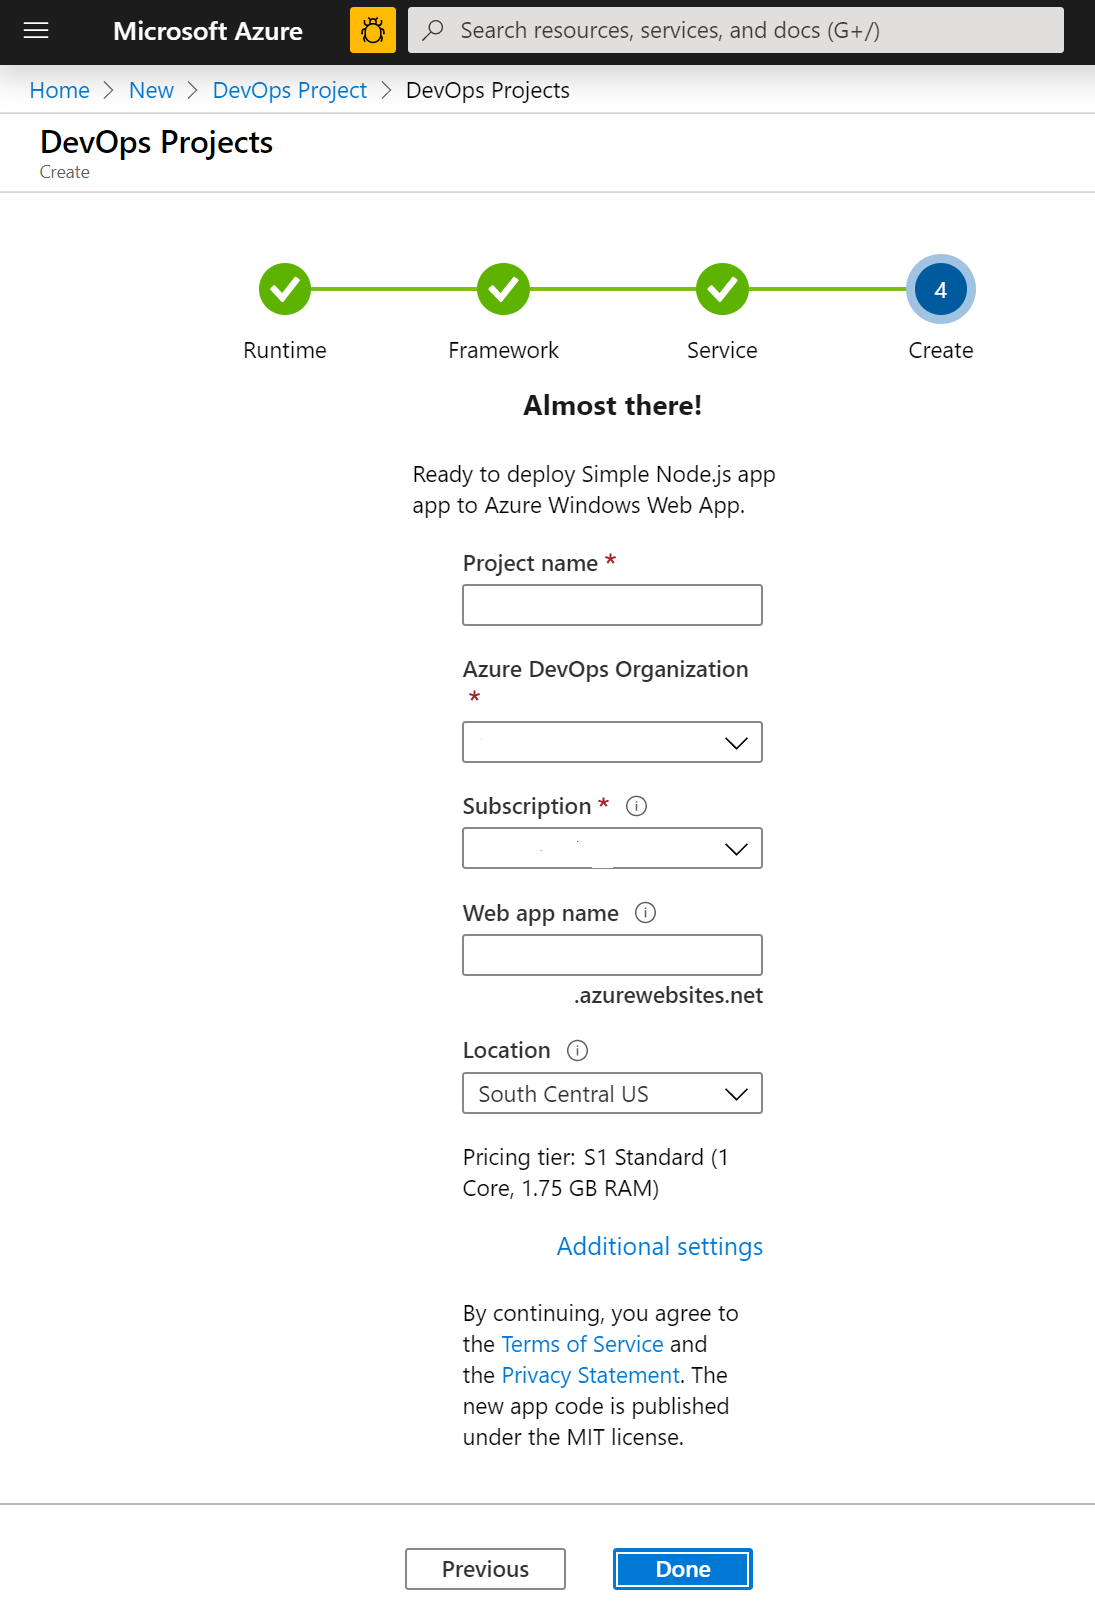 Microsoft Azure
Search resources, services, and docs (G+/)
Home > New > DevOps Project > DevOps Projects
DevOps Projects
Create
4
Runtime Framework Service Create
Almost there!
Ready to deploy Simple Node.js app
app to Azure Windows Web App.
Project name *
Azure DevOps Organization
*
Subscription *
Web app name
.azurewebsites.net
Location
South Central US
Pricing tier: S1 Standard (1
Core, 1.75 GB RAM)
Additional settings
By continuing, you agree to
the Terms of Service and
the Privacy Statement. The
new app code is published
under the MIT license.
Previous Done